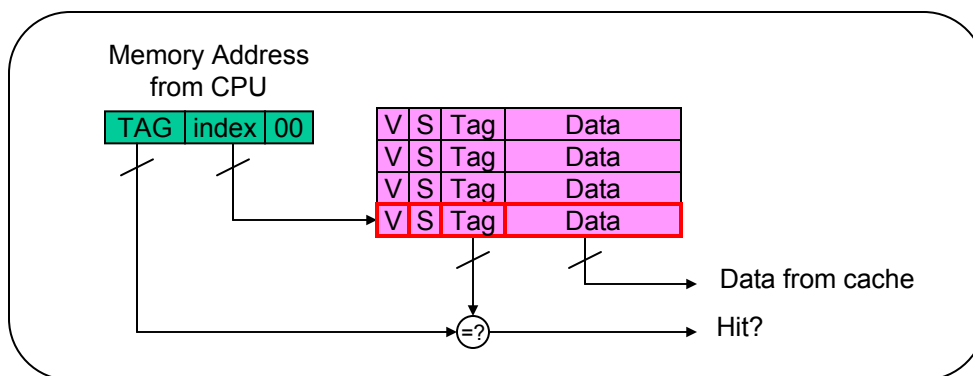 Memory Address
from CPU
TAG index 00
V S Tag Data
V S Tag Data
V S Tag Data
V S Tag Data
Data from cache
=?
Hit?